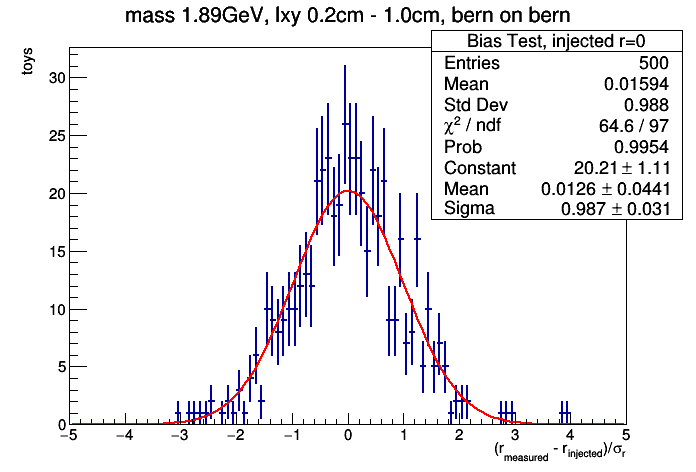 mass 1.89GeV, lxy 0.2cm - 1.0cm, bern on bern
toys
Bias Test, injected r=0
Entries 500
Mean 0.01594
Std Dev 0.988
χ² / ndf 64.6 / 97
Prob 0.9954
Constant 20.21 ± 1.11
Mean 0.0126 ± 0.0441
Sigma 0.987 ± 0.031
30
25
20
15
10
5
0
−5 −4 −3 −2 −1 0 1 2 3 4 5
(r_measured - r_injected)/σ_r